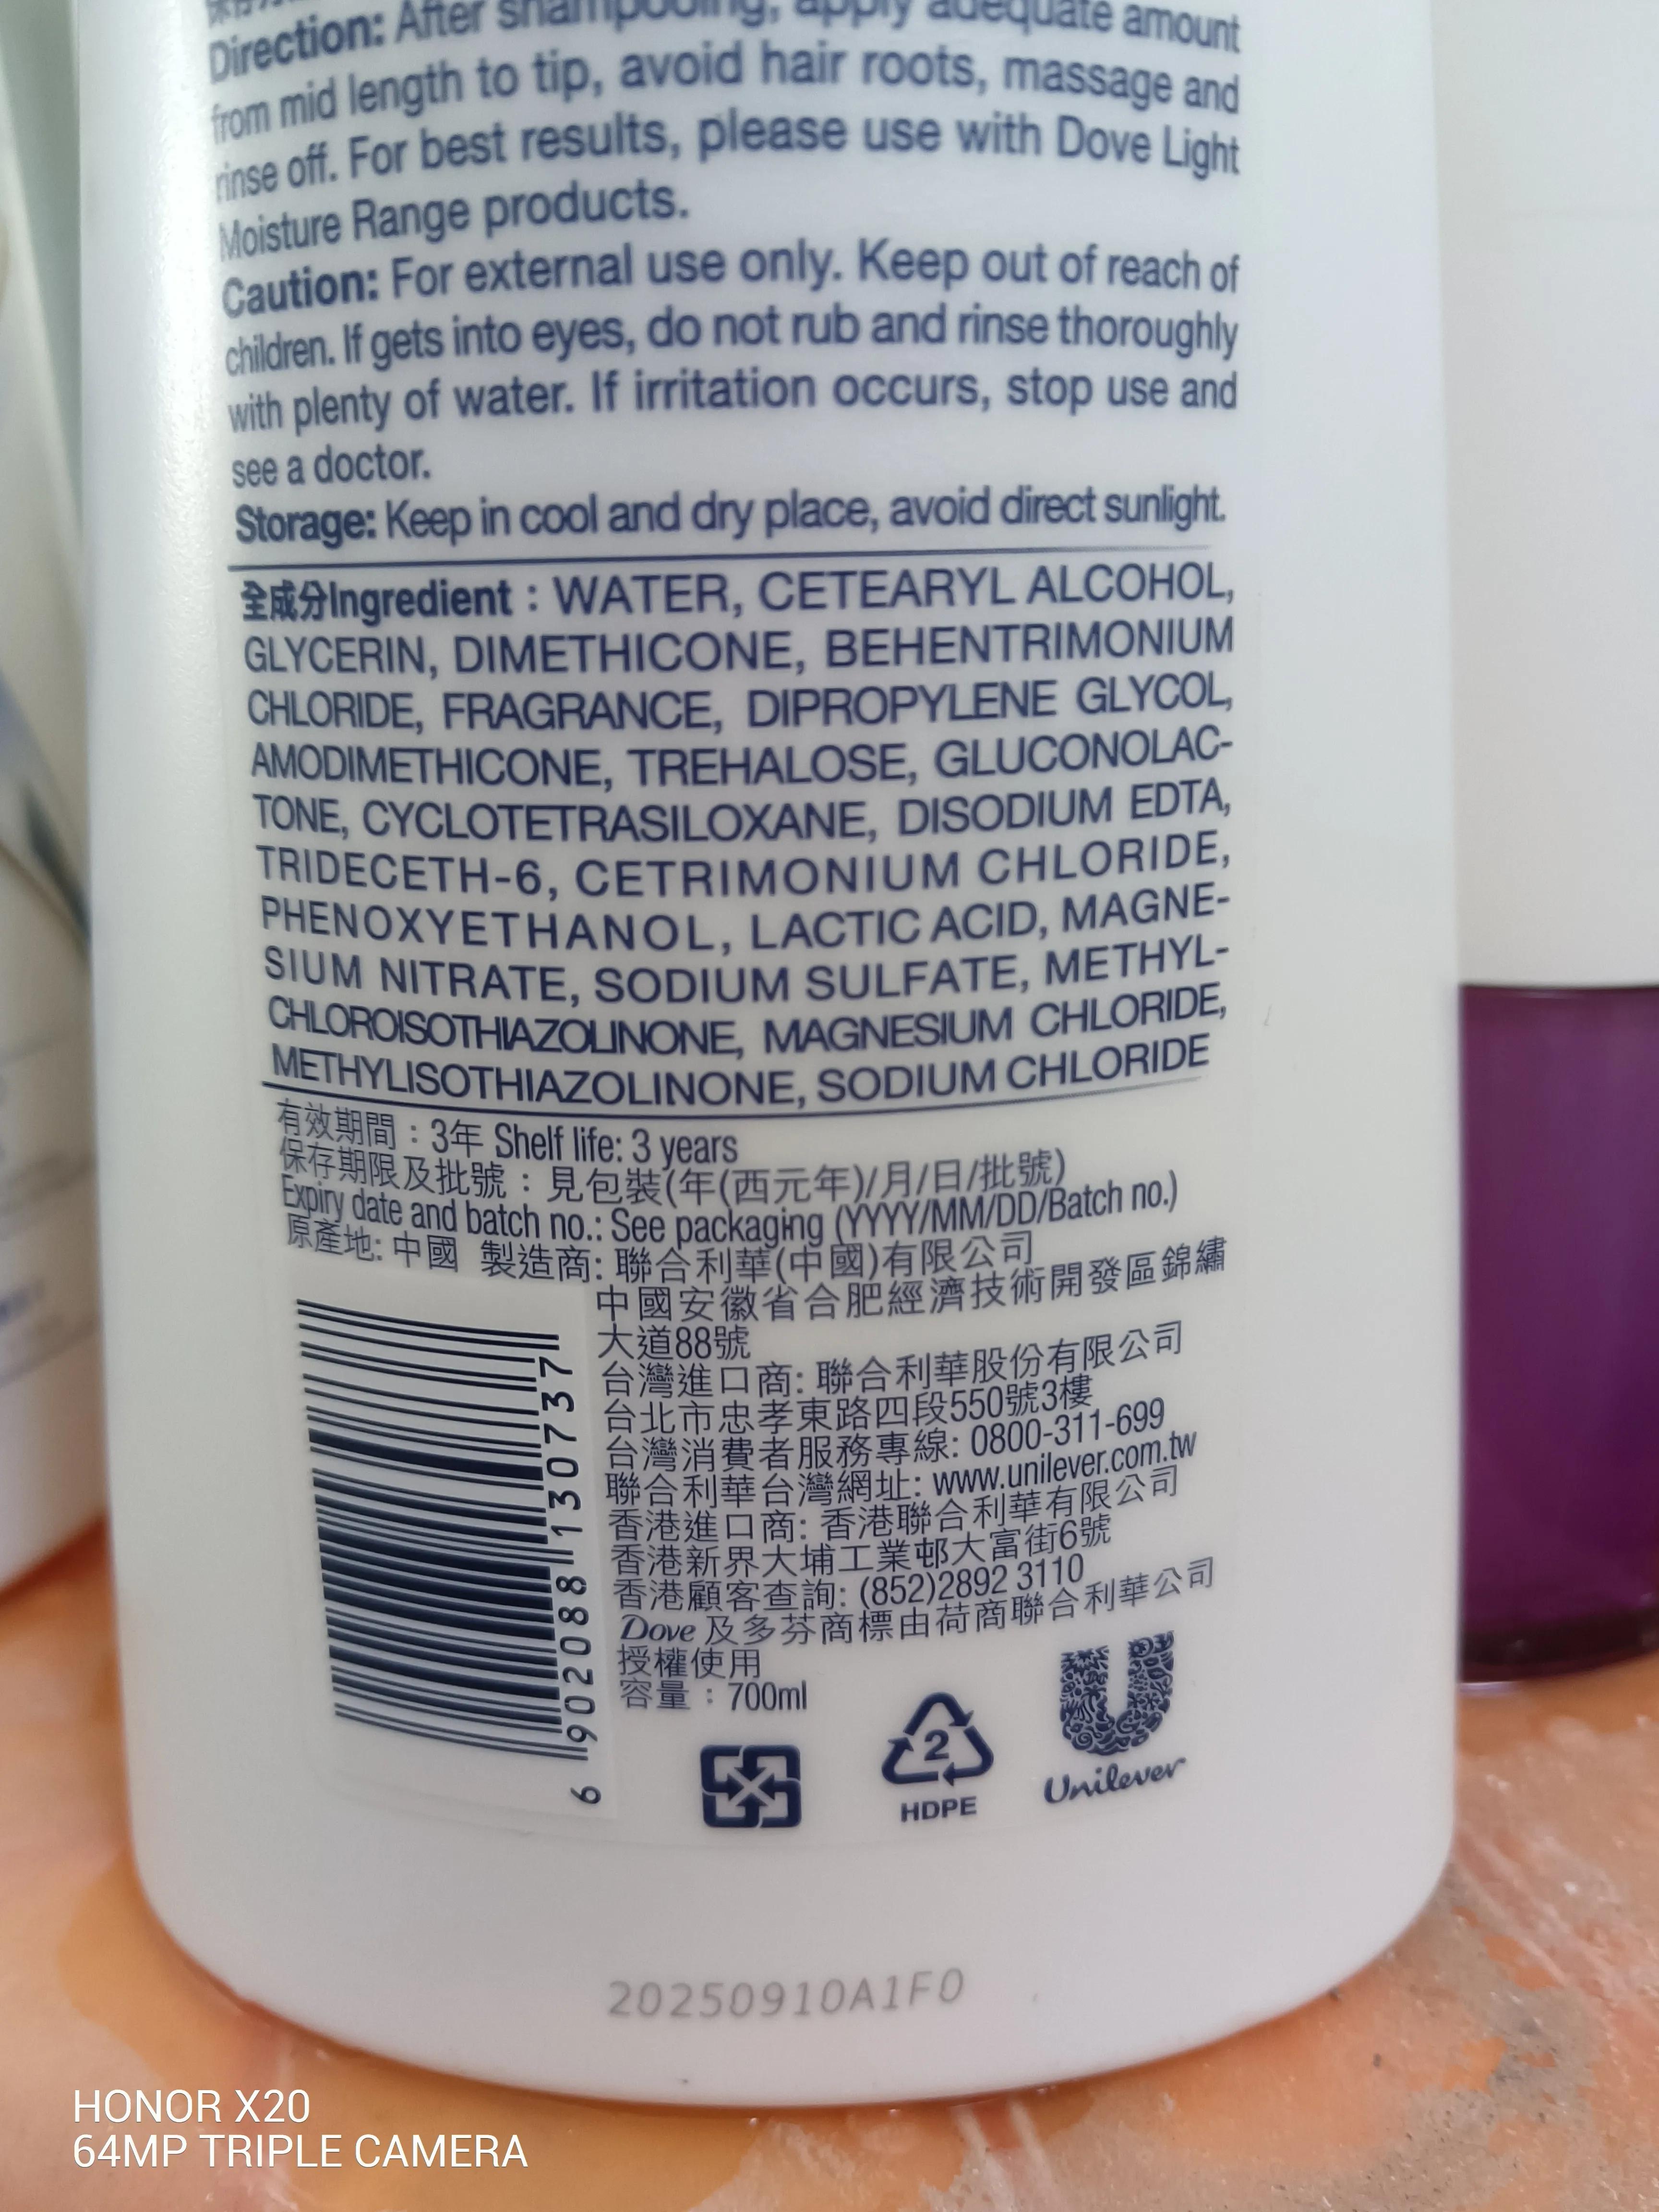 Direction: After shampooing, apply adequate amount
from mid length to tip, avoid hair roots, massage and
rinse off. For best results, please use with Dove Light
Moisture Range products.
Caution: For external use only. Keep out of reach of
children. If gets into eyes, do not rub and rinse thoroughly
with plenty of water. If irritation occurs, stop use and
see a doctor.
Storage: Keep in cool and dry place, avoid direct sunlight.
全成分Ingredient：WATER, CETEARYL ALCOHOL,
GLYCERIN, DIMETHICONE, BEHENTRIMONIUM
CHLORIDE, FRAGRANCE, DIPROPYLENE GLYCOL,
AMODIMETHICONE, TREHALOSE, GLUCONOLAC-
TONE, CYCLOTETRASILOXANE, DISODIUM EDTA,
TRIDECETH-6, CETRIMONIUM CHLORIDE,
PHENOXYETHANOL, LACTIC ACID, MAGNE-
SIUM NITRATE, SODIUM SULFATE, METHYL-
CHLOROISOTHIAZOLINONE, MAGNESIUM CHLORIDE,
METHYLISOTHIAZOLINONE, SODIUM CHLORIDE
有效期間：3年 Shelf life: 3 years
保存期限及批號：見包裝(年(西元年)/月/日/批號)
Expiry date and batch no.: See packaging (YYYY/MM/DD/Batch no.)
原產地: 中國 製造商: 聯合利華(中國)有限公司
中國安徽省合肥經濟技術開發區錦繡
大道88號
台灣進口商: 聯合利華股份有限公司
台北市忠孝東路四段550號3樓
台灣消費者服務專線: 0800-311-699
聯合利華台灣網址: www.unilever.com.tw
香港進口商: 香港聯合利華有限公司
香港新界大埔工業邨大富街6號
香港顧客查詢: (852)2892 3110
Dove 及多芬商標由荷商聯合利華公司
授權使用
容量：700ml
6 902088 130737
2
HDPE
Unilever
20250910A1F0
HONOR X20
64MP TRIPLE CAMERA